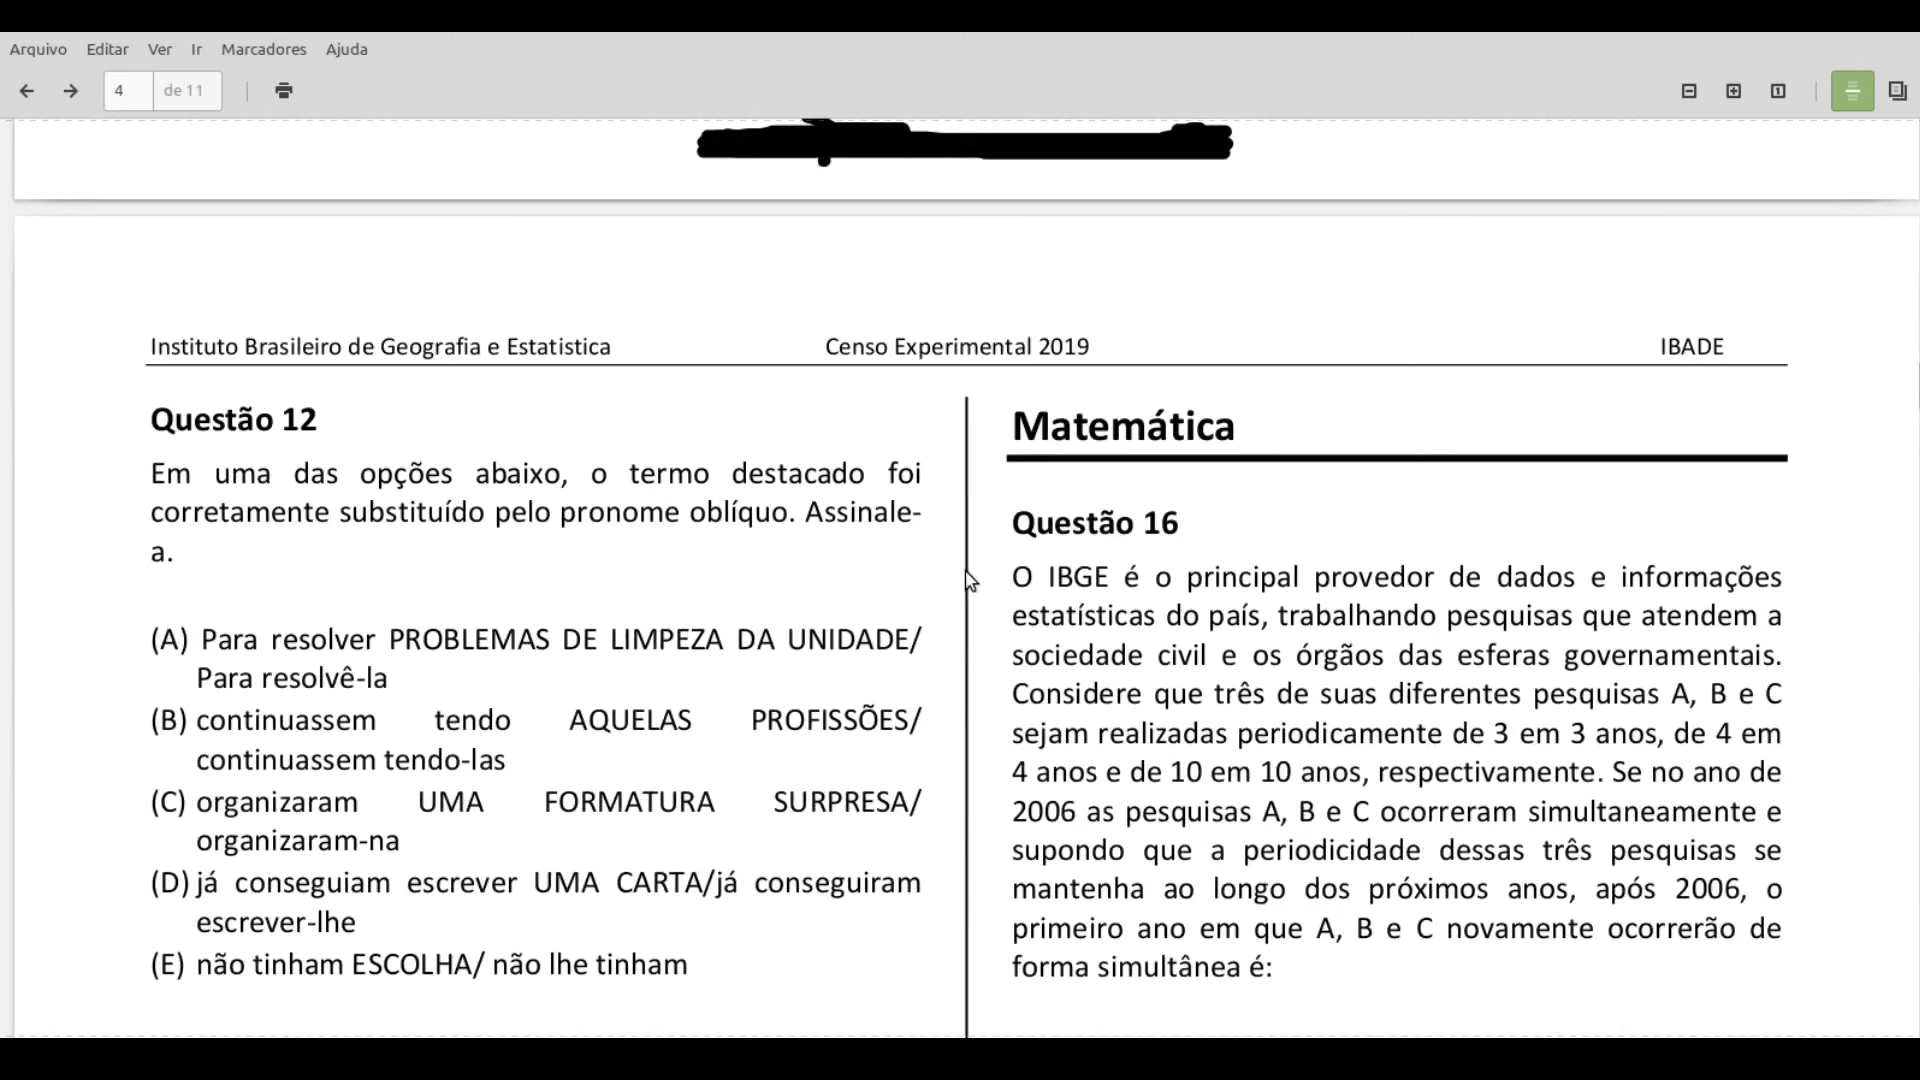 Arquivo Editar Ver Ir Marcadores Ajuda
4 de 11
Instituto Brasileiro de Geografia e Estatistica Censo Experimental 2019 IBADE
Questão 12
Em uma das opções abaixo, o termo destacado foi
corretamente substituído pelo pronome oblíquo. Assinale-
a.
(A) Para resolver PROBLEMAS DE LIMPEZA DA UNIDADE/
Para resolvê-la
(B) continuassem tendo AQUELAS PROFISSÕES/
continuassem tendo-las
(C) organizaram UMA FORMATURA SURPRESA/
organizaram-na
(D) já conseguiam escrever UMA CARTA/já conseguiram
escrever-lhe
(E) não tinham ESCOLHA/ não lhe tinham
Matemática
Questão 16
O IBGE é o principal provedor de dados e informações
estatísticas do país, trabalhando pesquisas que atendem a
sociedade civil e os órgãos das esferas governamentais.
Considere que três de suas diferentes pesquisas A, B e C
sejam realizadas periodicamente de 3 em 3 anos, de 4 em
4 anos e de 10 em 10 anos, respectivamente. Se no ano de
2006 as pesquisas A, B e C ocorreram simultaneamente e
supondo que a periodicidade dessas três pesquisas se
mantenha ao longo dos próximos anos, após 2006, o
primeiro ano em que A, B e C novamente ocorrerão de
forma simultânea é: